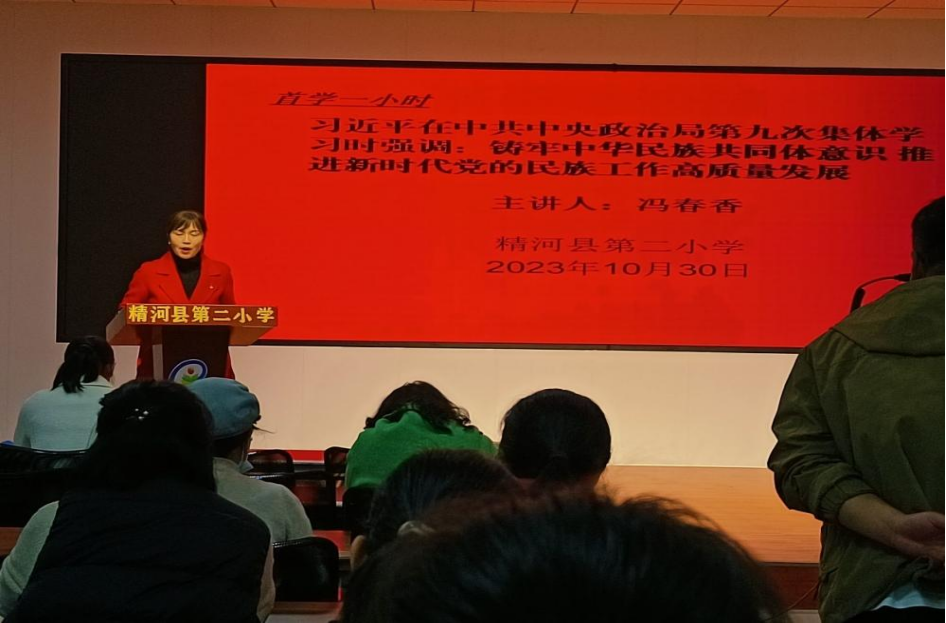 首学一小时
习近平在中共中央政治局第九次集体学
习时强调：铸牢中华民族共同体意识 推
进新时代党的民族工作高质量发展
主讲人：冯春香
精河县第二小学
2023年10月30日
精河县第二小学